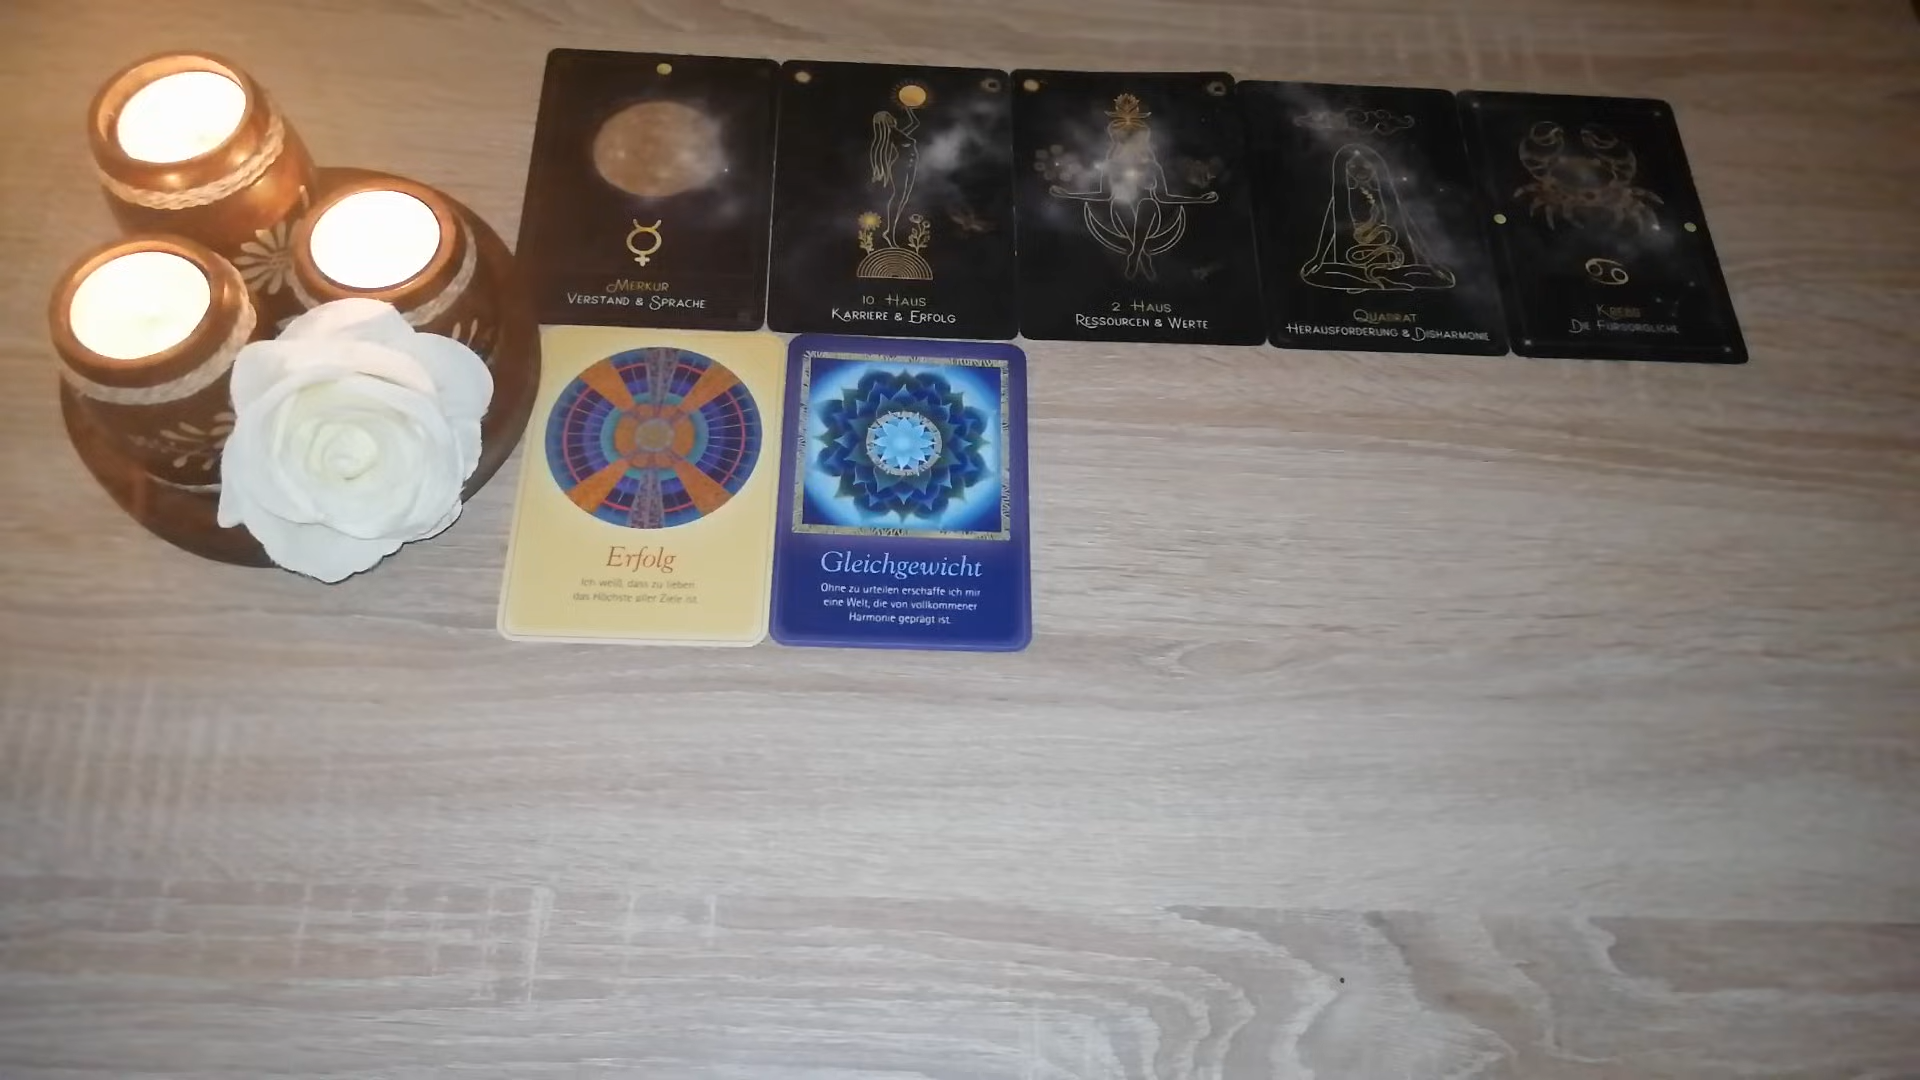 Merkur
Verstand & Sprache
10 Haus
Karriere & Erfolg
2 Haus
Ressourcen & Werte
Quadrat
Herausforderung & Disharmonie
Krebs
Die Fürsorgliche
Erfolg
Ich weiß, dass zu lieben
das Höchste aller Ziele ist.
Gleichgewicht
Ohne zu urteilen erschaffe ich mir
eine Welt, die von vollkommener
Harmonie geprägt ist.